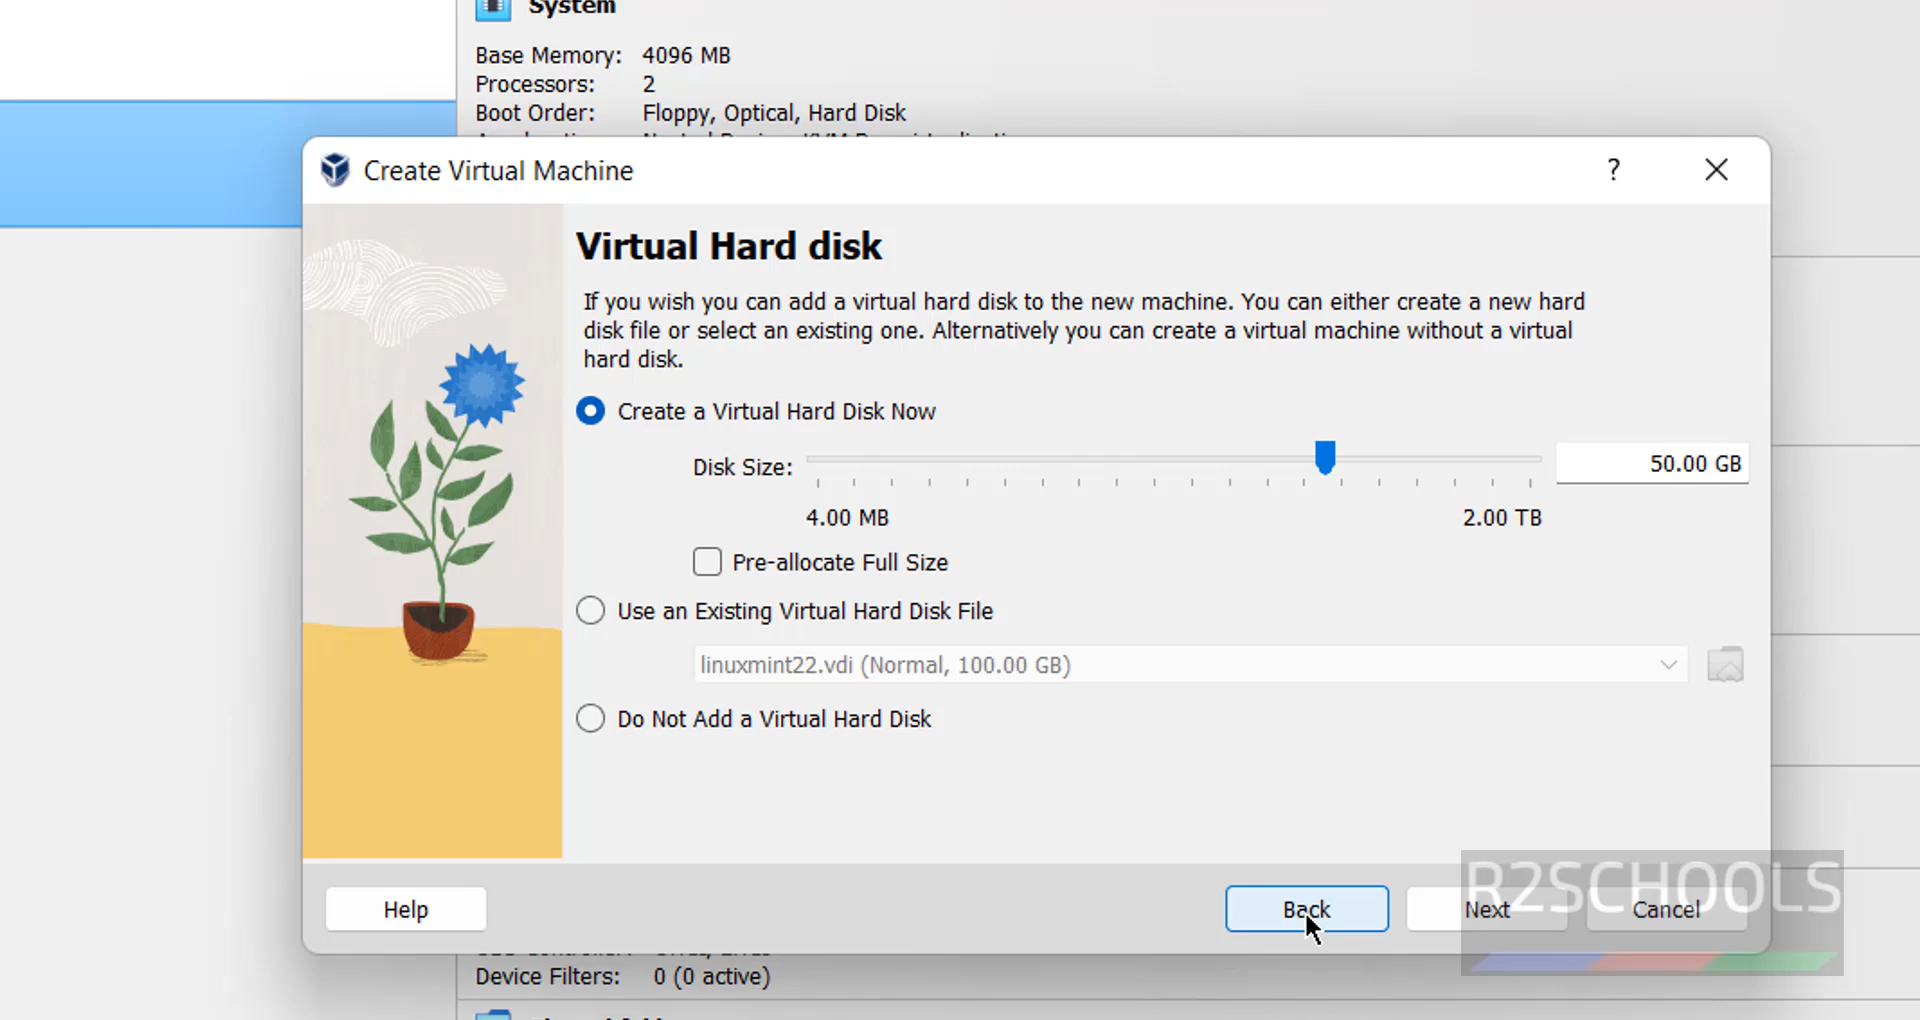 System
Base Memory: 4096 MB
Processors: 2
Boot Order: Floppy, Optical, Hard Disk
Create Virtual Machine
?
Virtual Hard disk
If you wish you can add a virtual hard disk to the new machine. You can either create a new hard
disk file or select an existing one. Alternatively you can create a virtual machine without a virtual
hard disk.
Create a Virtual Hard Disk Now
Disk Size: 50.00 GB
4.00 MB 2.00 TB
Pre-allocate Full Size
Use an Existing Virtual Hard Disk File
linuxmint22.vdi (Normal, 100.00 GB)
Do Not Add a Virtual Hard Disk
R2SCHOOLS
Help Back Next Cancel
Device Filters: 0 (0 active)